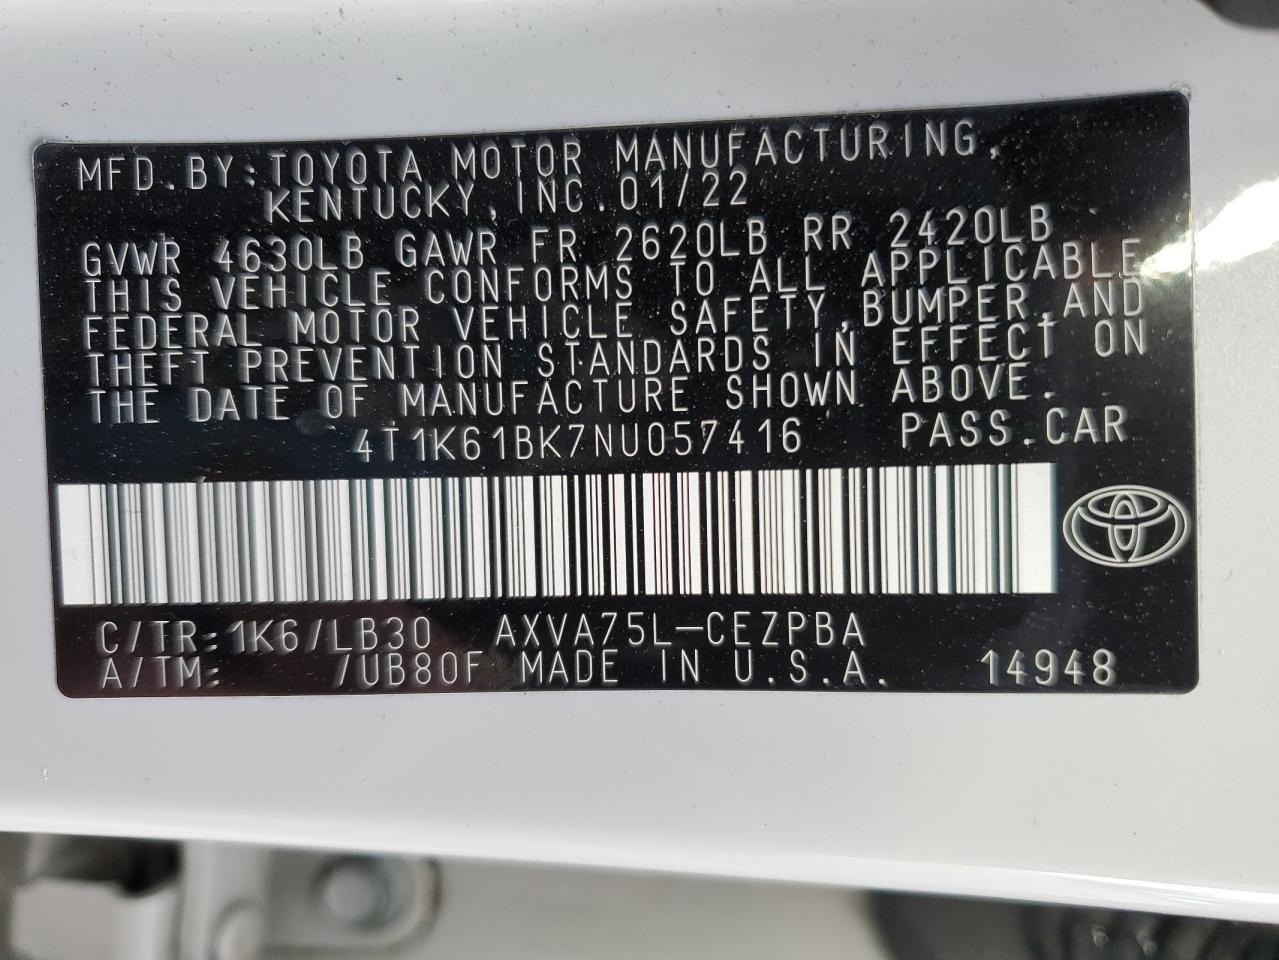 MFD.BY:TOYOTA MOTOR MANUFACTURING,
KENTUCKY,INC.01/22
GVWR 4630LB GAWR FR 2620LB RR 2420LB
THIS VEHICLE CONFORMS TO ALL APPLICABLE
FEDERAL MOTOR VEHICLE SAFETY,BUMPER,AND
THEFT PREVENTION STANDARDS IN EFFECT ON
THE DATE OF MANUFACTURE SHOWN ABOVE.
4T1K61BK7NU057416 PASS.CAR
C/TR:1K6/LB30 AXVA75L-CEZPBA
A/TM: /UB80F MADE IN U.S.A. 14948